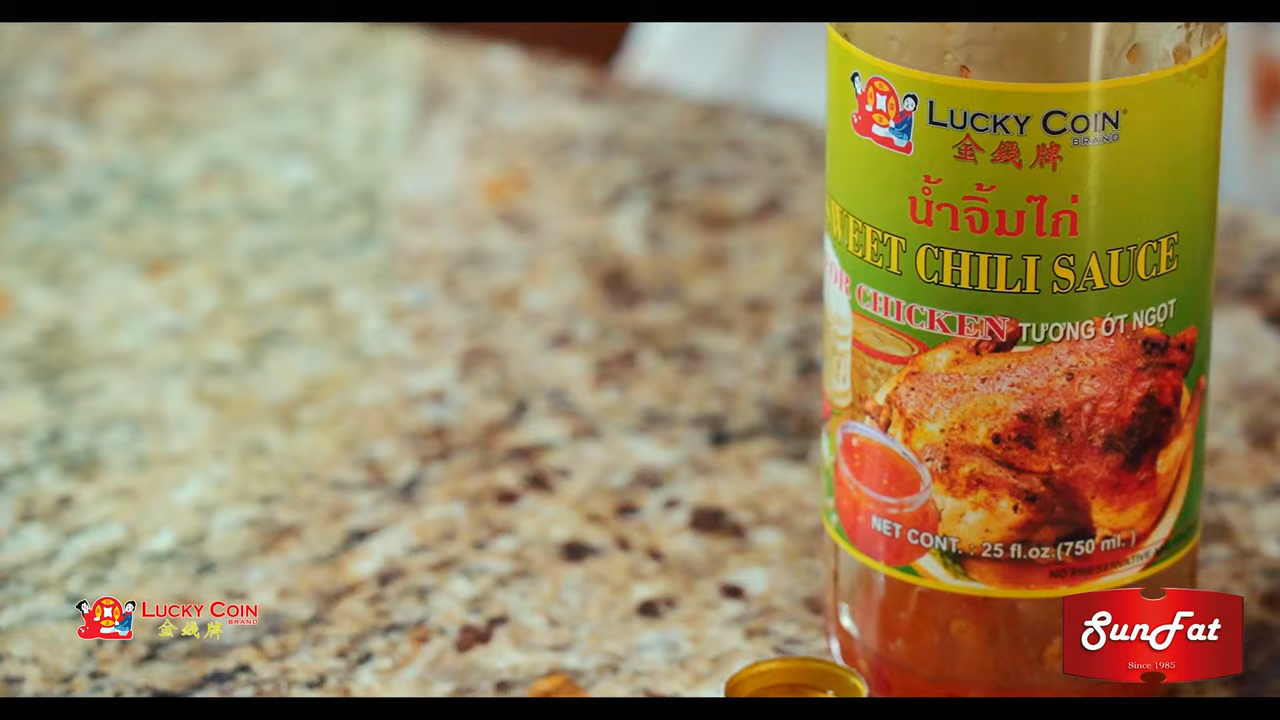 LUCKY COIN®
BRAND
金錢牌
น้ำจิ้มไก่
SWEET CHILI SAUCE
FOR CHICKEN TƯƠNG ỚT NGỌT
NET CONT. : 25 fl.oz.(750 ml.)
NO PRESERVATIVE
LUCKY COIN
BRAND
金錢牌
SunFat
Since 1985